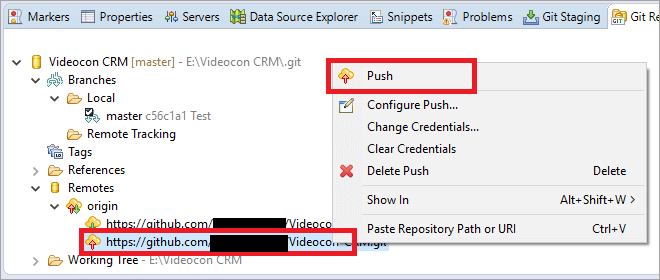 Markers Properties Servers Data Source Explorer Snippets Problems Git Staging Git Re
Videocon CRM [master] - E:\Videocon CRM\.git
Branches
Local
master c56c1a1 Test
Remote Tracking
Tags
References
Remotes
origin
https://github.com/ /Videoco
https://github.com/ /Videocon CRM.git
Working Tree - E:\Videocon CRM
Push
Configure Push...
Change Credentials...
Clear Credentials
Delete Push Delete
Show In Alt+Shift+W >
Paste Repository Path or URI Ctrl+V